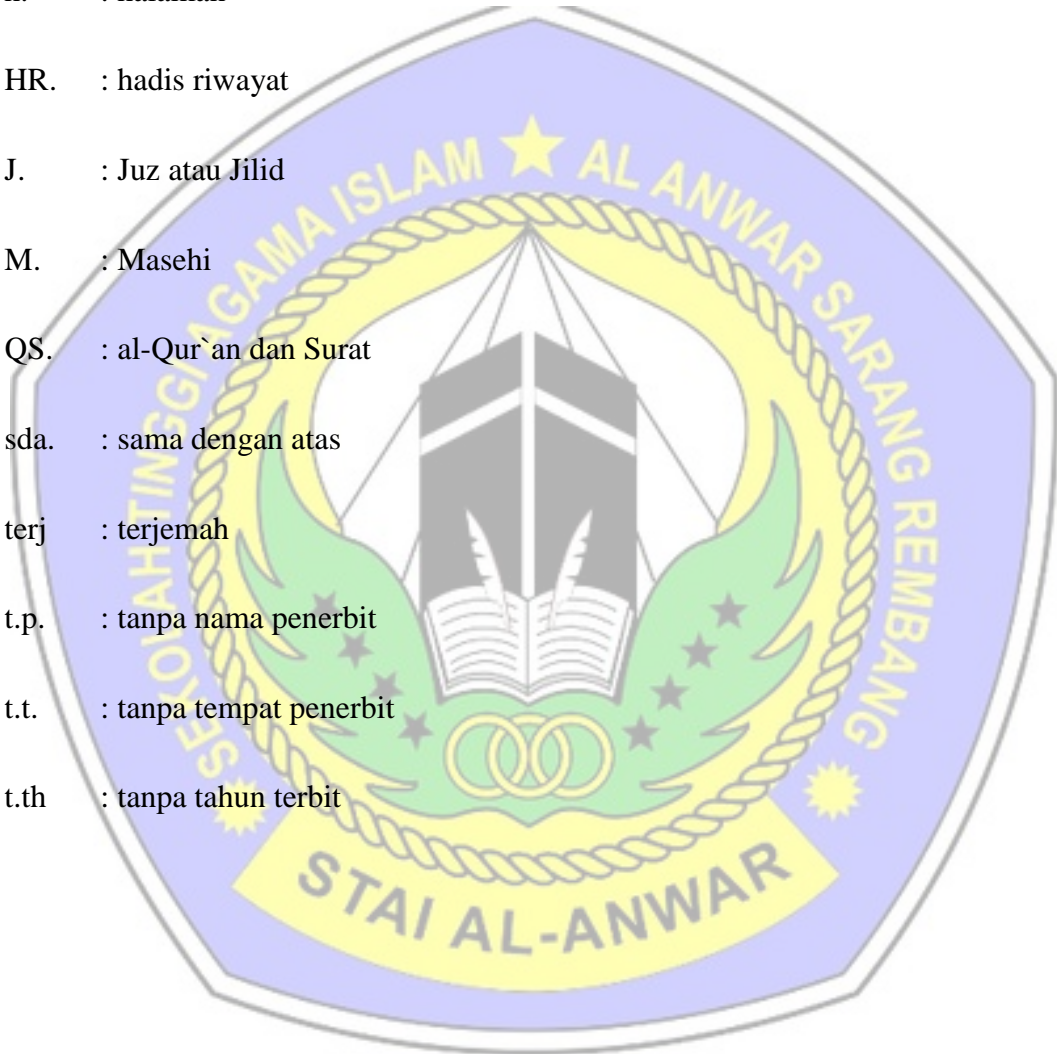 h. : halaman
HR. : hadis riwayat
J. : Juz atau Jilid
M. : Masehi
QS. : al-Qur`an dan Surat
sda. : sama dengan atas
terj : terjemah
t.p. : tanpa nama penerbit
t.t. : tanpa tempat penerbit
t.th : tanpa tahun terbit
SEKOLAH TINGGI AGAMA ISLAM AL ANWAR SARANG REMBANG
STAI AL-ANWAR